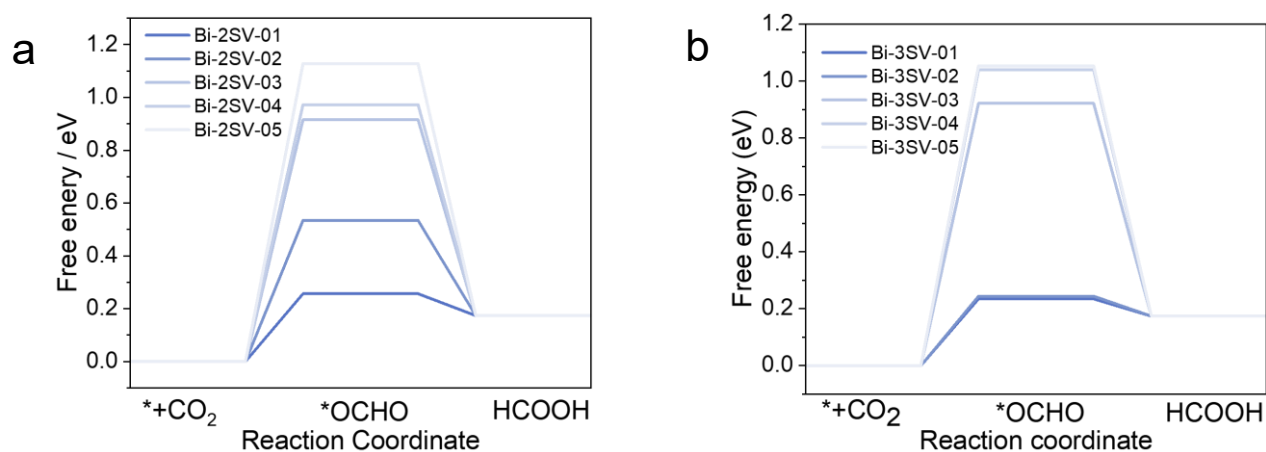 a
1.2
1.0
0.8
0.6
0.4
0.2
0.0
Free enery / eV
Bi-2SV-01
Bi-2SV-02
Bi-2SV-03
Bi-2SV-04
Bi-2SV-05
*+CO₂
*OCHO
HCOOH
Reaction Coordinate
b
1.2
1.0
0.8
0.6
0.4
0.2
0.0
Free energy (eV)
Bi-3SV-01
Bi-3SV-02
Bi-3SV-03
Bi-3SV-04
Bi-3SV-05
*+CO₂
*OCHO
HCOOH
Reaction coordinate